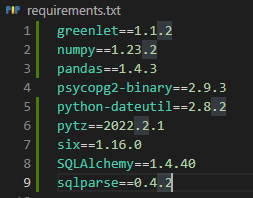 requirements.txt
1 greenlet==1.1.2
2 numpy==1.23.2
3 pandas==1.4.3
4 psycopg2-binary==2.9.3
5 python-dateutil==2.8.2
6 pytz==2022.2.1
7 six==1.16.0
8 SQLAlchemy==1.4.40
9 sqlparse==0.4.2